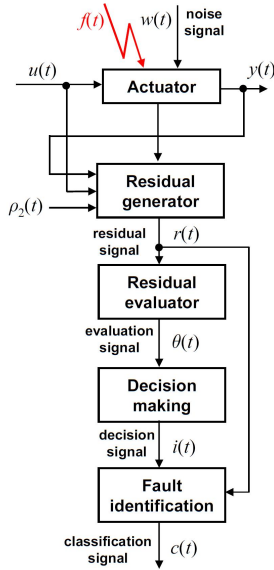 f(t)
w(t)
noise
signal
u(t)
y(t)
Actuator
Residual
generator
ρ₂(t)
residual
signal
r(t)
Residual
evaluator
evaluation
signal
θ(t)
Decision
making
decision
signal
i(t)
Fault
identification
classification
signal
c(t)